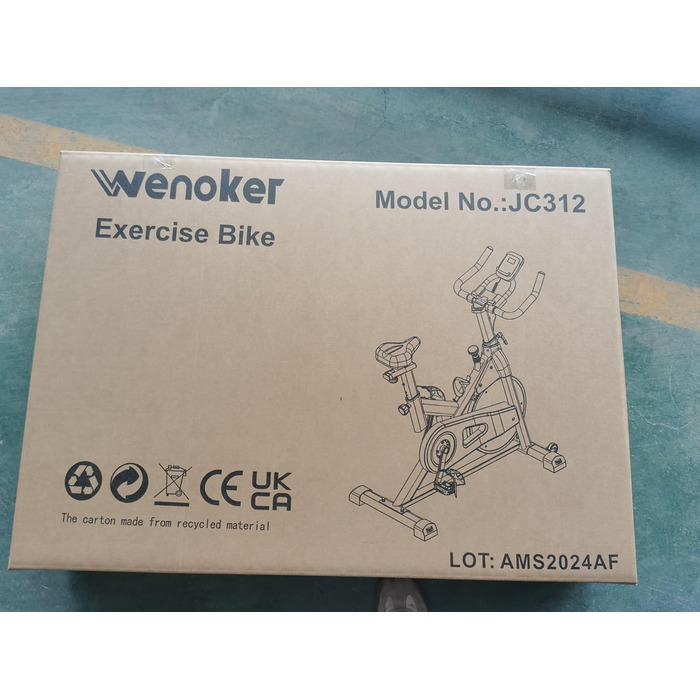 Wenoker
Model No.:JC312
Exercise Bike
CE UK
CA
The carton made from recycled material
LOT: AMS2024AF